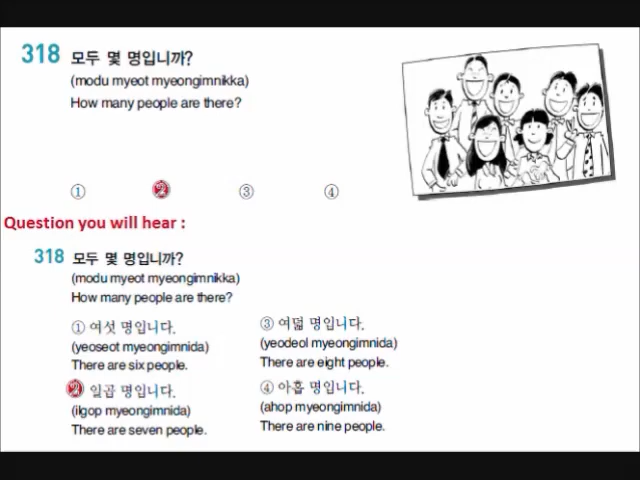 318 모두 몇 명입니까?
(modu myeot myeongimnikka)
How many people are there?
① ② ③ ④
Question you will hear :
318 모두 몇 명입니까?
(modu myeot myeongimnikka)
How many people are there?
① 여섯 명입니다.
(yeoseot myeongimnida)
There are six people.
② 일곱 명입니다.
(ilgop myeongimnida)
There are seven people.
③ 여덟 명입니다.
(yeodeol myeongimnida)
There are eight people.
④ 아홉 명입니다.
(ahop myeongimnida)
There are nine people.